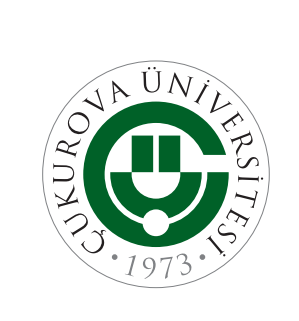 ÇUKUROVA ÜNİVERSİTESİ
• 1973 •